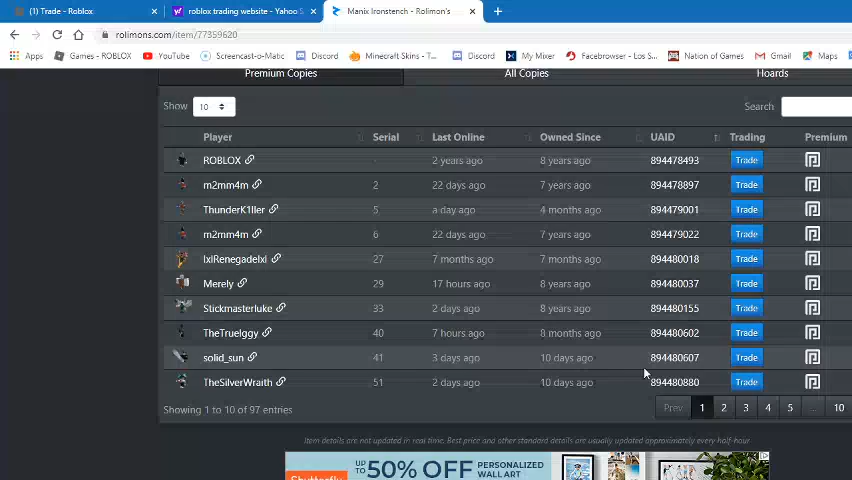 (1) Trade - Roblox
roblox trading website - Yahoo S
Manix Ironstench - Rolimon's
rolimons.com/item/77359620
Apps
Games - ROBLOX
YouTube
Screencast-o-Matic
Discord
Minecraft Skins - T...
Discord
My Mixer
Facebrowser - Los S...
Nation of Games
Gmail
Maps
Premium Copies All Copies Hoards
Show 10 Search
Player Serial Last Online Owned Since UAID Trading Premium
ROBLOX - 2 years ago 8 years ago 894478493 Trade
m2mm4m 2 22 days ago 7 years ago 894478897 Trade
ThunderK1ller 5 a day ago 4 months ago 894479001 Trade
m2mm4m 6 22 days ago 7 years ago 894479022 Trade
IxIRenegadeIxI 27 7 months ago 7 years ago 894480018 Trade
Merely 29 17 hours ago 8 years ago 894480037 Trade
Stickmasterluke 33 2 days ago 8 years ago 894480155 Trade
TheTrueIggy 40 7 hours ago 8 months ago 894480602 Trade
solid_sun 41 3 days ago 10 days ago 894480607 Trade
TheSilverWraith 51 2 days ago 10 days ago 894480880 Trade
Showing 1 to 10 of 97 entries
Prev 1 2 3 4 5 ... 10
Item details are not updated in real time. Best price and other standard details are usually updated approximately every half-hour
Shutterfly
UP TO 50% OFF PERSONALIZED WALL ART